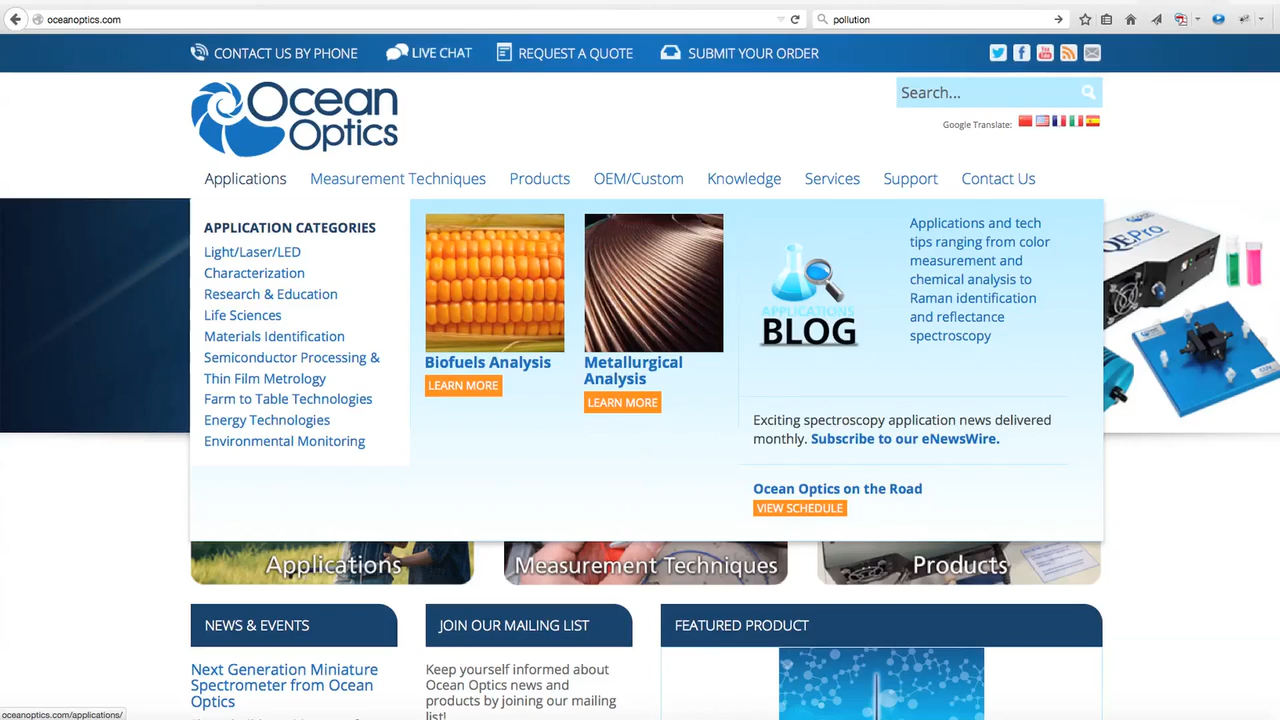 oceanoptics.com
pollution
CONTACT US BY PHONE
LIVE CHAT
REQUEST A QUOTE
SUBMIT YOUR ORDER
Ocean
Optics
Search...
Google Translate:
Applications
Measurement Techniques
Products
OEM/Custom
Knowledge
Services
Support
Contact Us
APPLICATION CATEGORIES
Light/Laser/LED
Characterization
Research & Education
Life Sciences
Materials Identification
Semiconductor Processing &
Thin Film Metrology
Farm to Table Technologies
Energy Technologies
Environmental Monitoring
Biofuels Analysis
LEARN MORE
Metallurgical
Analysis
LEARN MORE
APPLICATIONS
BLOG
Applications and tech
tips ranging from color
measurement and
chemical analysis to
Raman identification
and reflectance
spectroscopy
Exciting spectroscopy application news delivered
monthly. Subscribe to our eNewsWire.
Ocean Optics on the Road
VIEW SCHEDULE
QEPro
Applications
Measurement Techniques
Products
NEWS & EVENTS
Next Generation Miniature
Spectrometer from Ocean
Optics
JOIN OUR MAILING LIST
Keep yourself informed about
Ocean Optics news and
products by joining our mailing
list!
FEATURED PRODUCT
oceanoptics.com/applications/